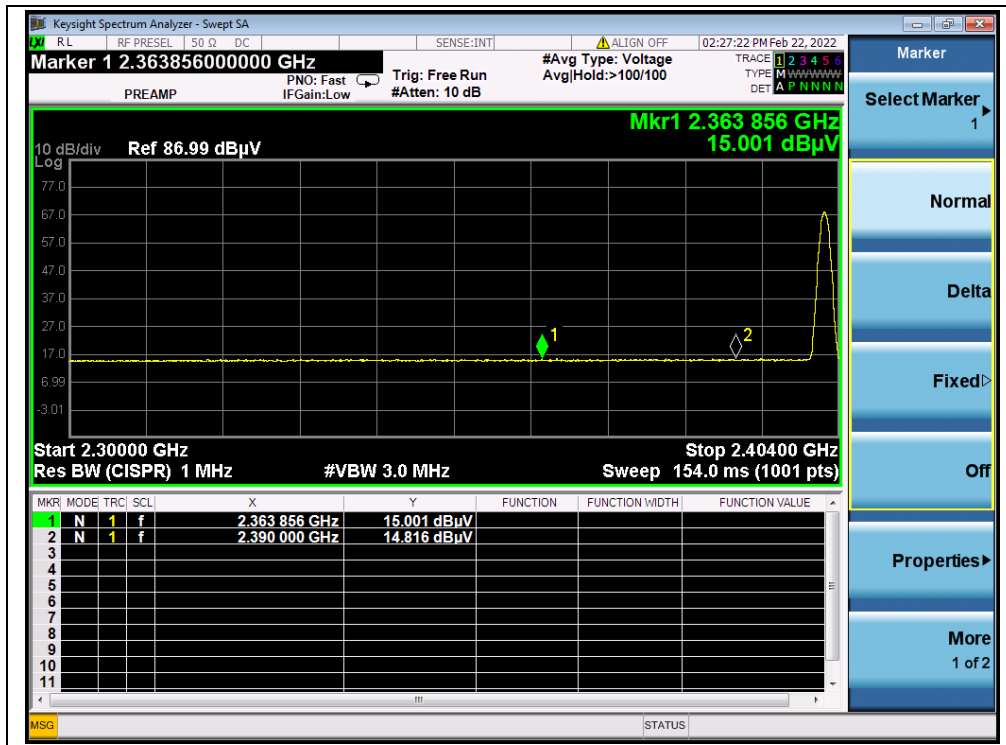 Keysight Spectrum Analyzer - Swept SA
LXI RL RF PRESEL 50 Ω DC SENSE:INT ALIGN OFF 02:27:22 PM Feb 22, 2022
Marker 1 2.363856000000 GHz
#Avg Type: Voltage
TRACE 1 2 3 4 5 6
PNO: Fast
Trig: Free Run
Avg|Hold:>100/100
TYPE M WWWWW
PREAMP
IFGain:Low
#Atten: 10 dB
DET A P N N N N
Mkr1 2.363 856 GHz
15.001 dBµV
10 dB/div Ref 86.99 dBµV
Log
77.0
67.0
57.0
47.0
37.0
27.0
1
2
17.0
6.99
-3.01
Start 2.30000 GHz
Stop 2.40400 GHz
Res BW (CISPR) 1 MHz
#VBW 3.0 MHz
Sweep 154.0 ms (1001 pts)
MKR MODE TRC SCL X Y FUNCTION FUNCTION WIDTH FUNCTION VALUE
1 N 1 f 2.363 856 GHz 15.001 dBµV
2 N 1 f 2.390 000 GHz 14.816 dBµV
3
4
5
6
7
8
9
10
11
MSG
STATUS
Marker
Select Marker
1
Normal
Delta
Fixed
Off
Properties
More
1 of 2